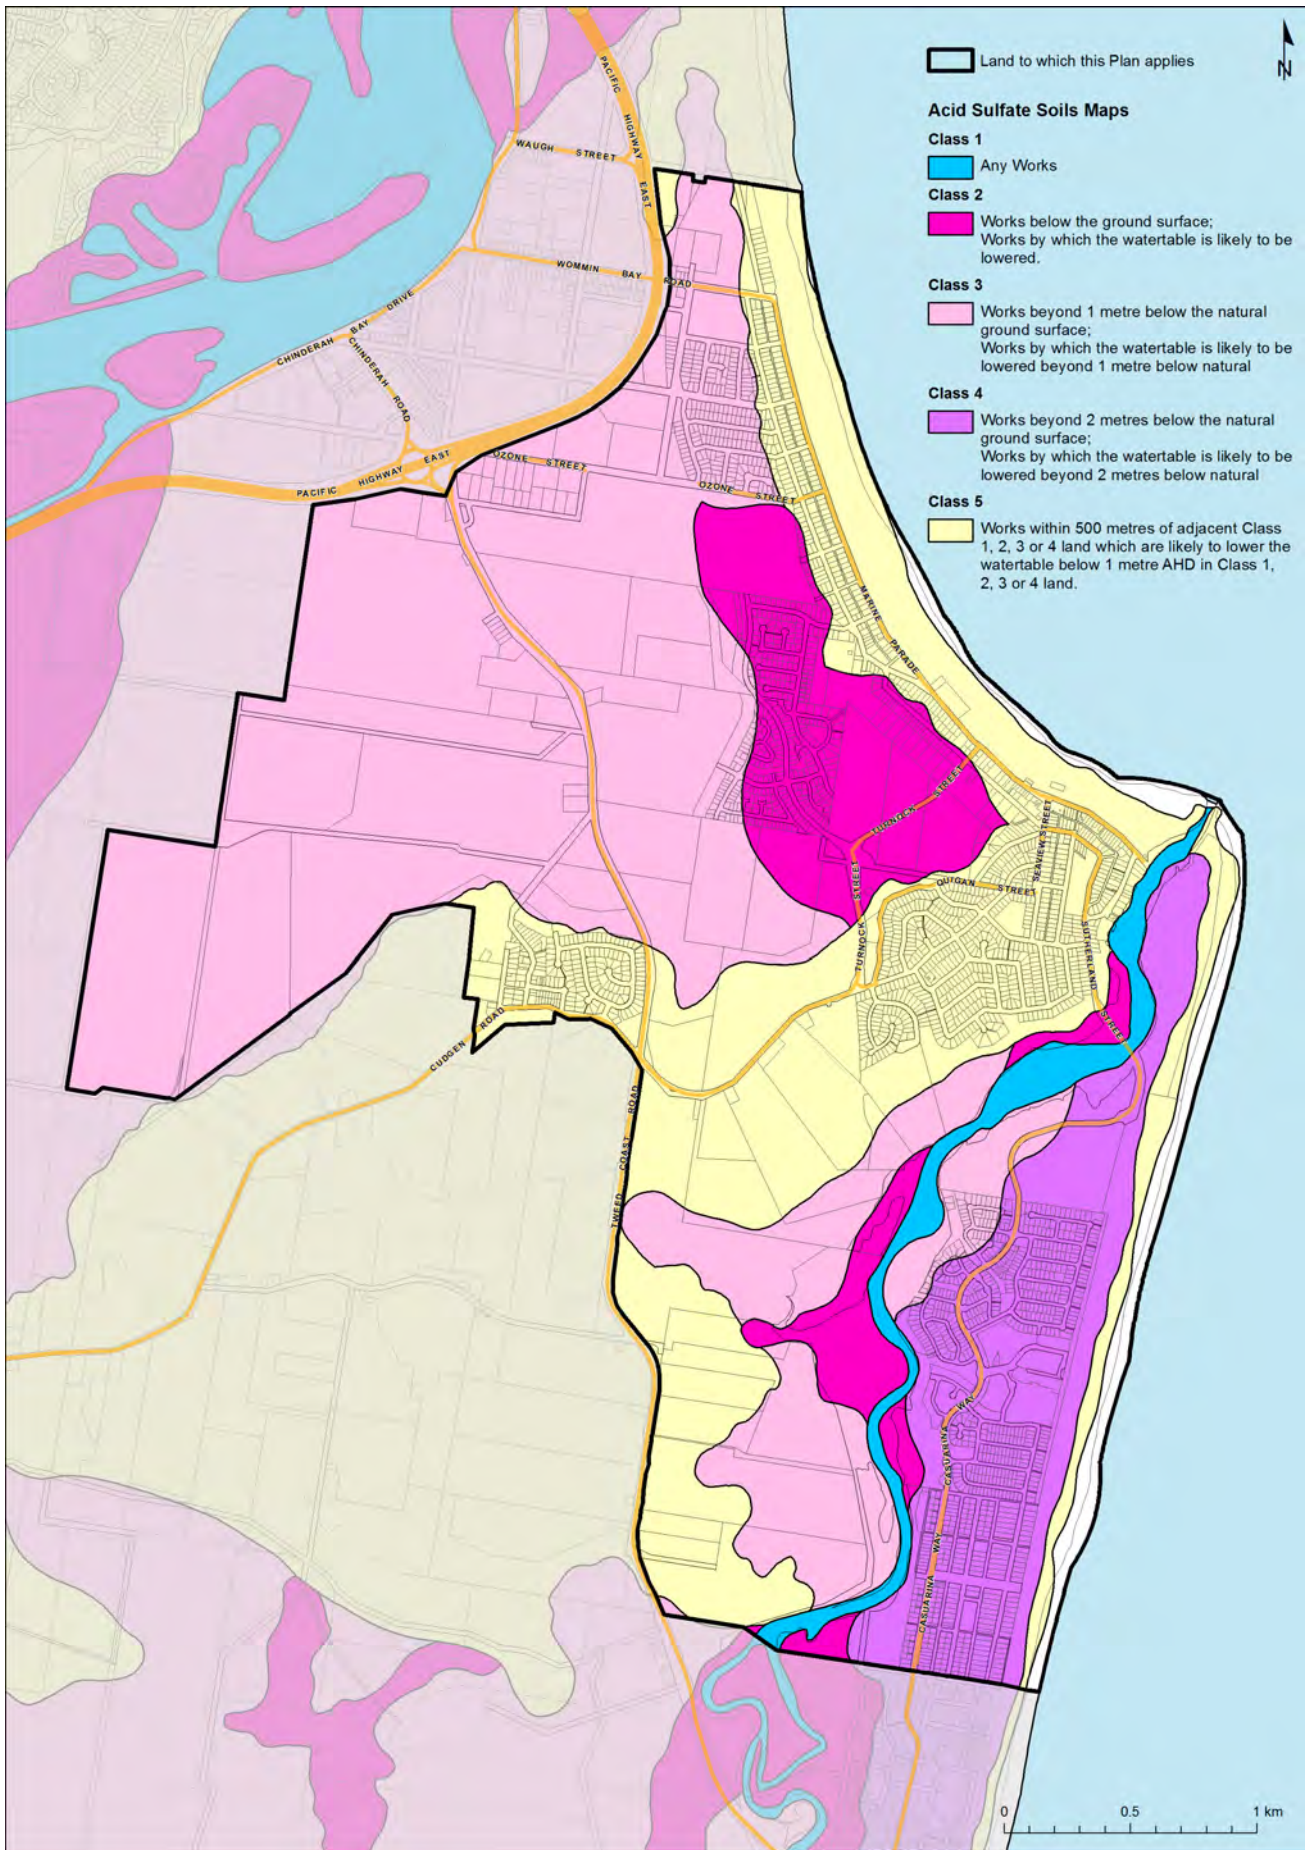 Land to which this Plan applies
N
Acid Sulfate Soils Maps
Class 1
Any Works
Class 2
Works below the ground surface;
Works by which the watertable is likely to be
lowered.
Class 3
Works beyond 1 metre below the natural
ground surface;
Works by which the watertable is likely to be
lowered beyond 1 metre below natural
Class 4
Works beyond 2 metres below the natural
ground surface;
Works by which the watertable is likely to be
lowered beyond 2 metres below natural
Class 5
Works within 500 metres of adjacent Class
1, 2, 3 or 4 land which are likely to lower the
watertable below 1 metre AHD in Class 1,
2, 3 or 4 land.
PACIFIC HIGHWAY EAST
WAUGH STREET
WOMMIN BAY ROAD
CHINDERAH BAY DRIVE
CHINDERAH ROAD
PACIFIC HIGHWAY EAST
OZONE STREET
OZONE STREET
MARINE PARADE
TURNOCK STREET
SEAVIEW STREET
QUIGAN STREET
STREET
TURNOCK
SUTHERLAND STREE
CUDGEN ROAD
TWEED COAST ROAD
CASUARINA WAY
CASUARINA WAY
0 0.5 1 km